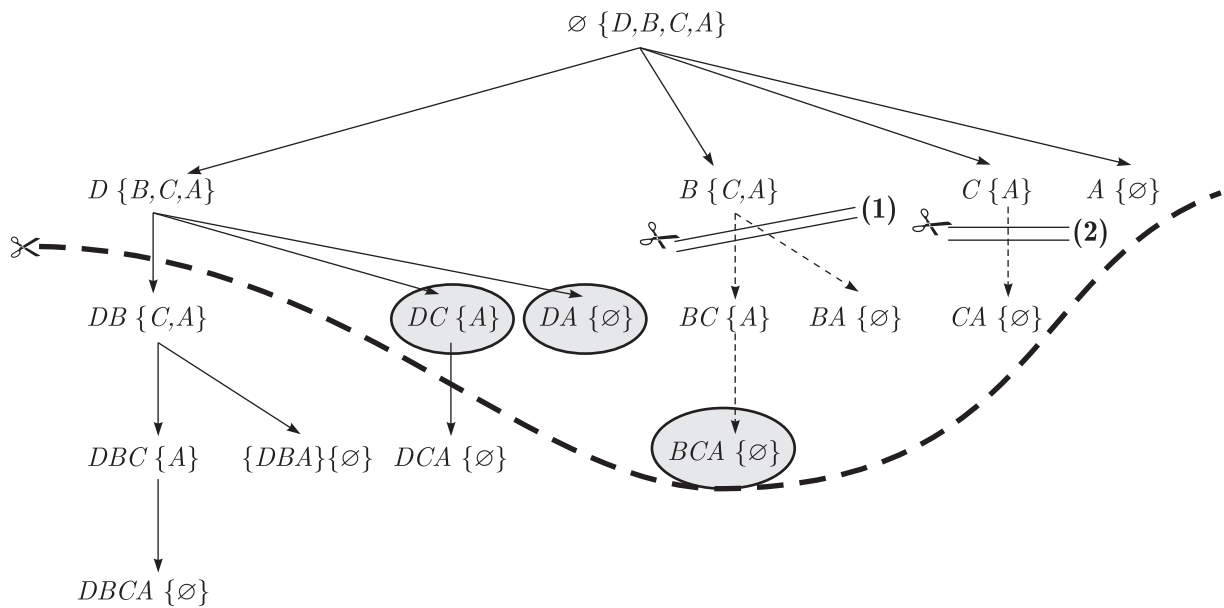 ∅ {D,B,C,A}
D {B,C,A} B {C,A} C {A} A {∅}
(1)
(2)
DB {C,A} DC {A} DA {∅} BC {A} BA {∅} CA {∅}
DBC {A} {DBA}{∅} DCA {∅} BCA {∅}
DBCA {∅}